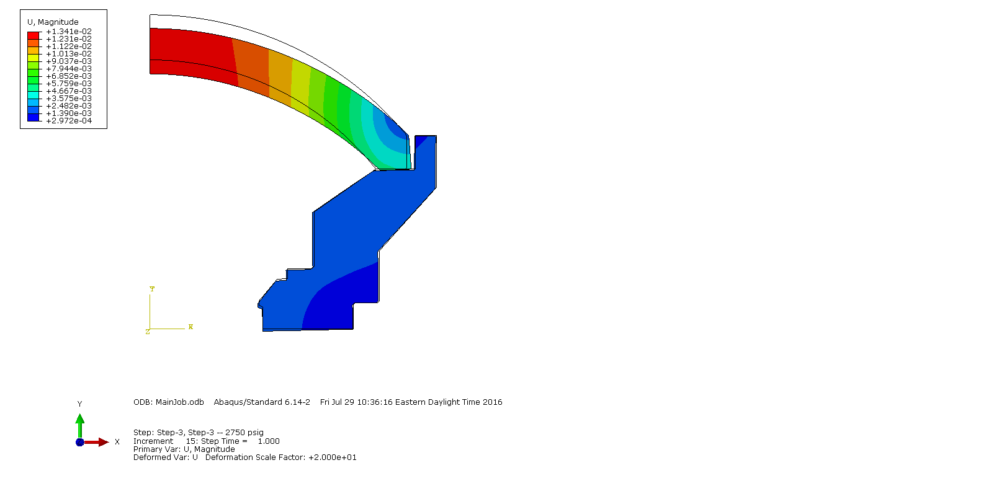 U, Magnitude
+1.341e-02
+1.231e-02
+1.122e-02
+1.013e-02
+9.037e-03
+7.944e-03
+6.852e-03
+5.759e-03
+4.667e-03
+3.575e-03
+2.482e-03
+1.390e-03
+2.972e-04
Z
Y
X
ODB: MainJob.odb    Abaqus/Standard 6.14-2    Fri Jul 29 10:36:16 Eastern Daylight Time 2016
Step: Step-3, Step-3 -- 2750 psig
Increment     15: Step Time =    1.000
Primary Var: U, Magnitude
Deformed Var: U   Deformation Scale Factor: +2.000e+01